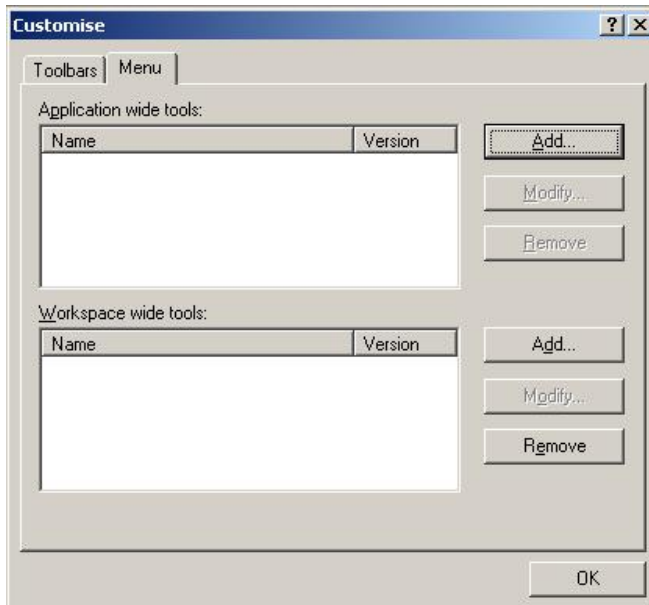 Customise
Toolbars Menu
Application wide tools:
Name Version
Add...
Modify...
Remove
Workspace wide tools:
Name Version
Add...
Modify...
Remove
OK